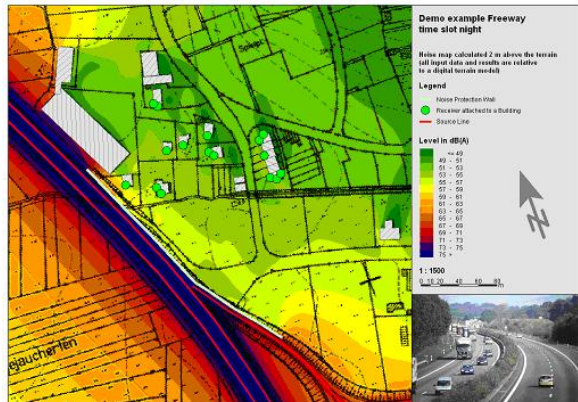 Demo example Freeway
time slot night
Noise map calculated 2 m above the terrain
(all input data and results are relative
to a digital terrain model)
Legend
Noise Protection Wall
Receiver attached to a Building
Source Line
Level in dB(A)
<= 49
49 - 51
51 - 53
53 - 55
55 - 57
57 - 59
59 - 61
61 - 63
63 - 65
65 - 67
67 - 69
69 - 71
71 - 73
73 - 75
75 >
1 : 1500
0 10 20 40 60 80
m
ejaucherten